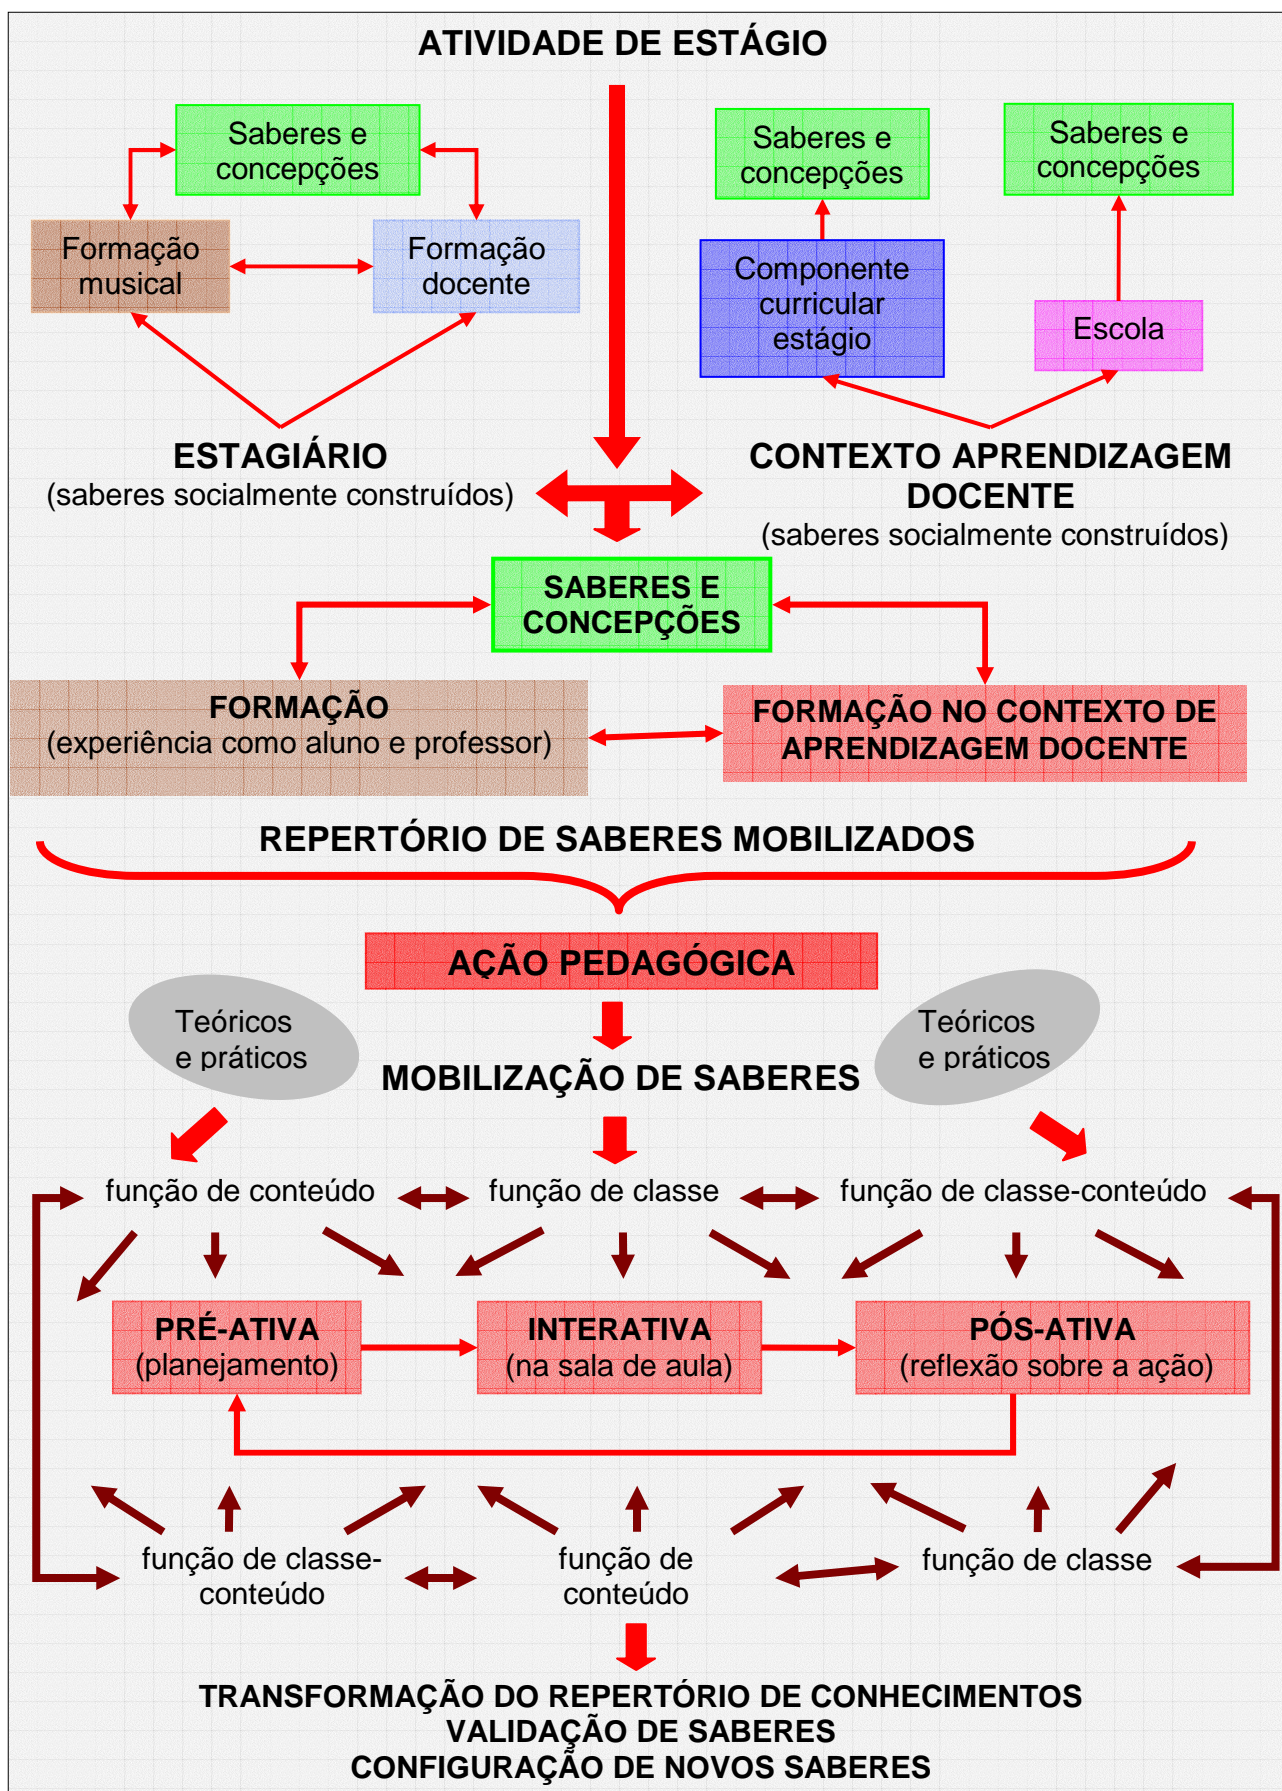 ATIVIDADE DE ESTÁGIO
Saberes e
concepções
Formação
musical
Formação
docente
Saberes e
concepções
Saberes e
concepções
Componente
curricular
estágio
Escola
ESTAGIÁRIO
(saberes socialmente construídos)
CONTEXTO APRENDIZAGEM
DOCENTE
(saberes socialmente construídos)
SABERES E
CONCEPÇÕES
FORMAÇÃO
(experiência como aluno e professor)
FORMAÇÃO NO CONTEXTO DE
APRENDIZAGEM DOCENTE
REPERTÓRIO DE SABERES MOBILIZADOS
AÇÃO PEDAGÓGICA
Teóricos
e práticos
Teóricos
e práticos
MOBILIZAÇÃO DE SABERES
função de conteúdo
função de classe
função de classe-conteúdo
PRÉ-ATIVA
(planejamento)
INTERATIVA
(na sala de aula)
PÓS-ATIVA
(reflexão sobre a ação)
função de classe-
conteúdo
função de
conteúdo
função de classe
TRANSFORMAÇÃO DO REPERTÓRIO DE CONHECIMENTOS
VALIDAÇÃO DE SABERES
CONFIGURAÇÃO DE NOVOS SABERES